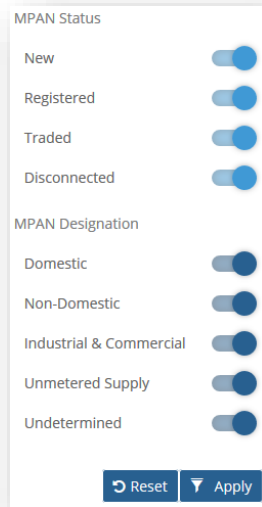 MPAN Status
New
Registered
Traded
Disconnected
MPAN Designation
Domestic
Non-Domestic
Industrial & Commercial
Unmetered Supply
Undetermined
Reset Apply